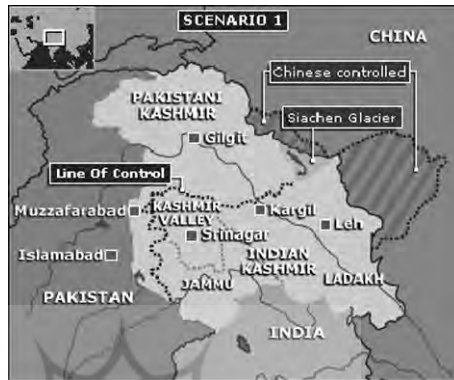 SCENARIO 1
CHINA
Chinese controlled
PAKISTANI
KASHMIR
Siachen Glacier
Gilgit
Line Of Control
Muzzafarabad
KASHMIR
VALLEY
Kargil
Leh
Srinagar
Islamabad
INDIAN
KASHMIR
LADAKH
JAMMU
PAKISTAN
INDIA